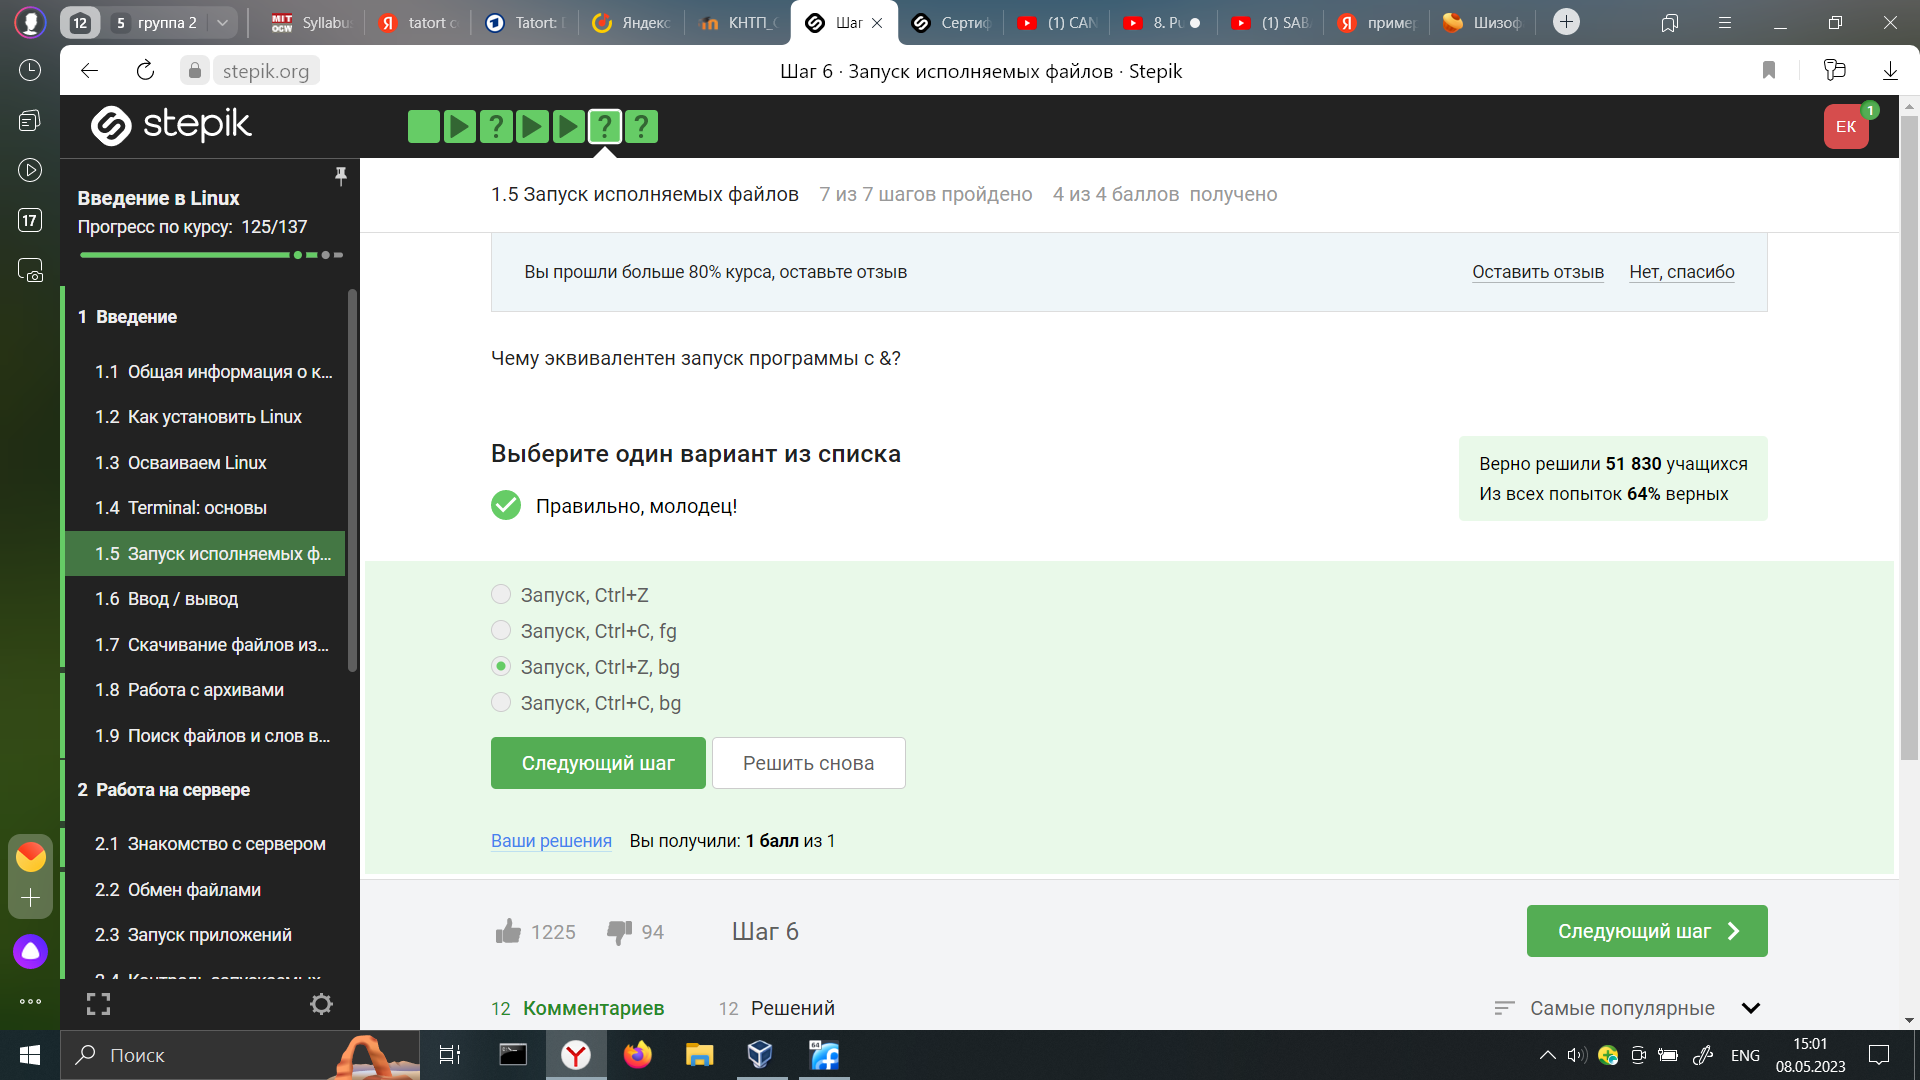 12
5 группа 2
MIT OCW Syllabus
tatort c
Tatort:
Яндекс
КНТП_
Шаг
Сертиф
(1) CAN
8. Pu
(1) SAB
пример
Шизоф
stepik.org
Шаг 6 · Запуск исполняемых файлов · Stepik
17
stepik
? ? ?
ЕК
1
Введение в Linux
Прогресс по курсу: 125/137
1 Введение
1.1 Общая информация о к...
1.2 Как установить Linux
1.3 Осваиваем Linux
1.4 Terminal: основы
1.5 Запуск исполняемых ф...
1.6 Ввод / вывод
1.7 Скачивание файлов из...
1.8 Работа с архивами
1.9 Поиск файлов и слов в...
2 Работа на сервере
2.1 Знакомство с сервером
2.2 Обмен файлами
2.3 Запуск приложений
1.5 Запуск исполняемых файлов 7 из 7 шагов пройдено 4 из 4 баллов получено
Вы прошли больше 80% курса, оставьте отзыв
Оставить отзыв Нет, спасибо
Чему эквивалентен запуск программы с &?
Выберите один вариант из списка
Правильно, молодец!
Верно решили 51 830 учащихся
Из всех попыток 64% верных
Запуск, Ctrl+Z
Запуск, Ctrl+C, fg
Запуск, Ctrl+Z, bg
Запуск, Ctrl+C, bg
Следующий шаг
Решить снова
Ваши решения Вы получили: 1 балл из 1
1225 94 Шаг 6
Следующий шаг
12 Комментариев 12 Решений
Самые популярные
Поиск
64
ENG
15:01
08.05.2023